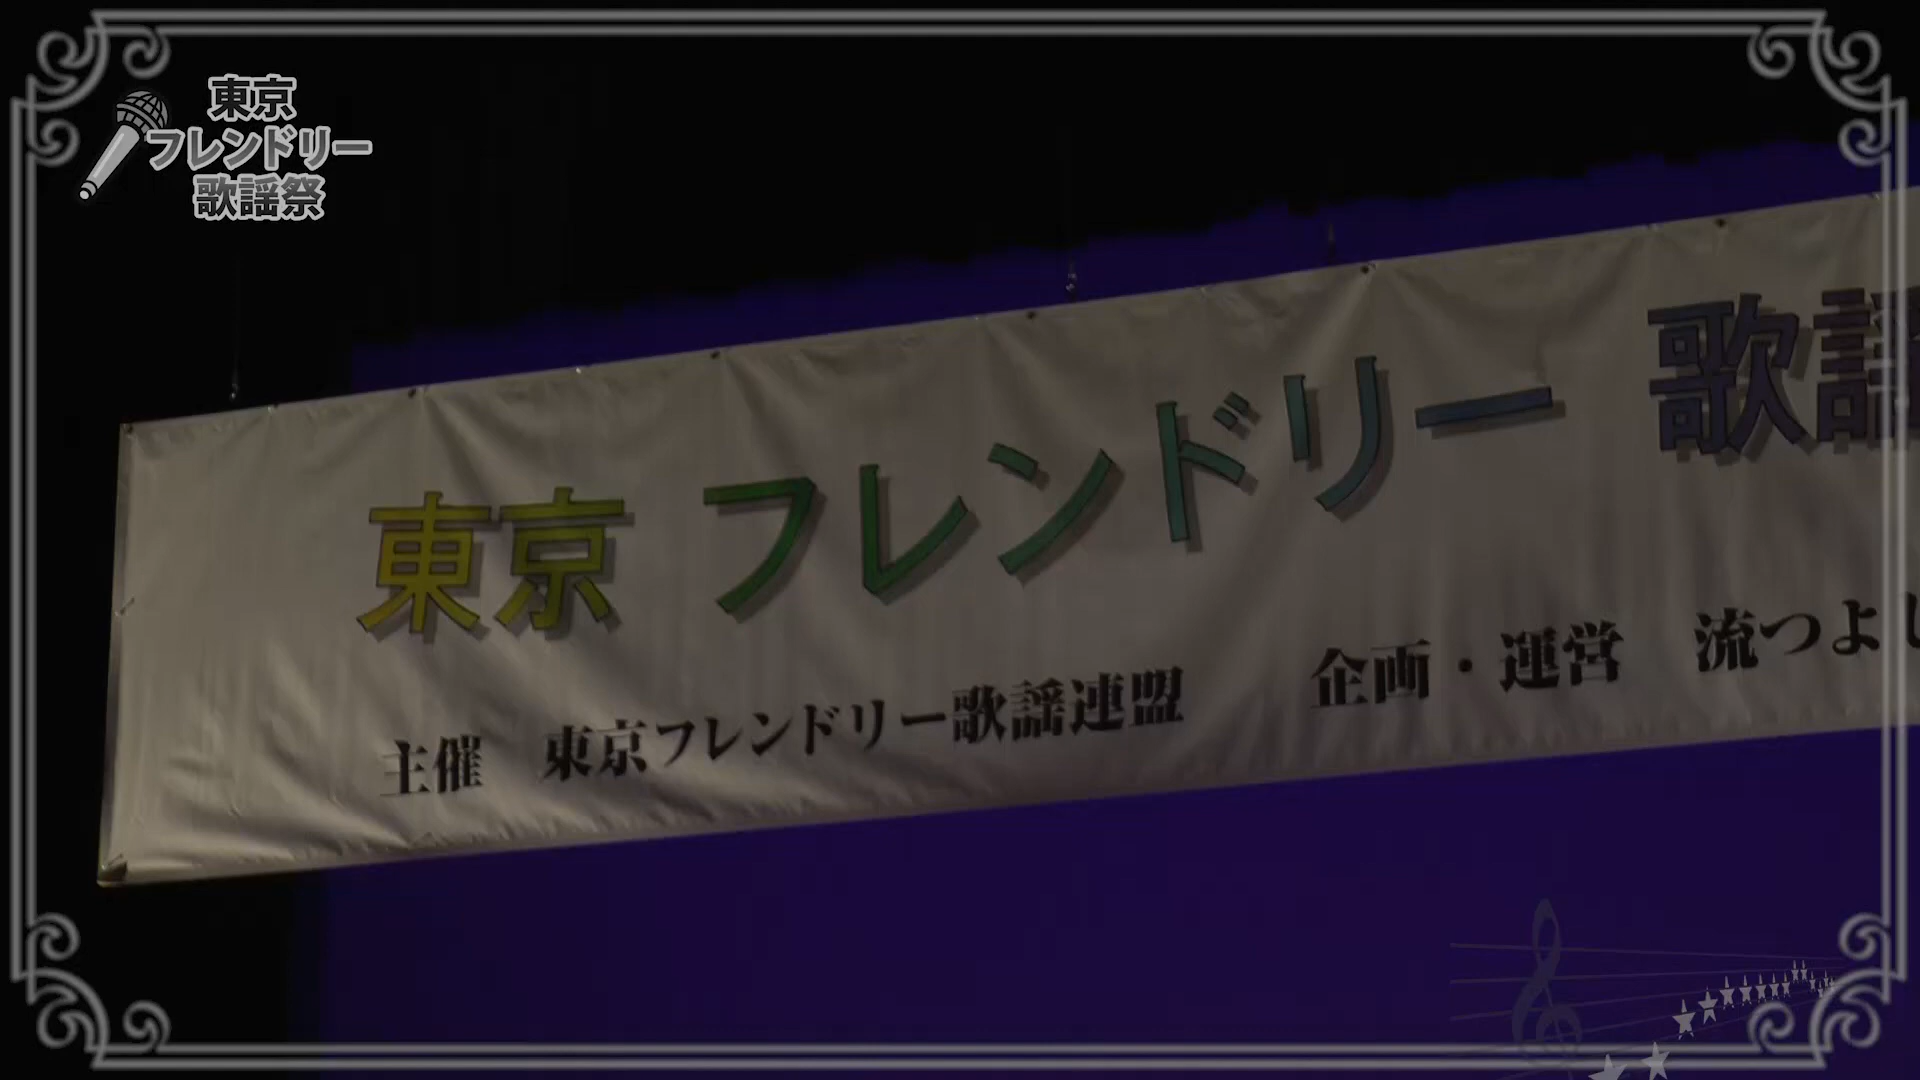 東京
フレンドリー
歌謡祭
東京 フレンドリー 歌謡
主催 東京フレンドリー歌謡連盟 企画・運営 流つよし